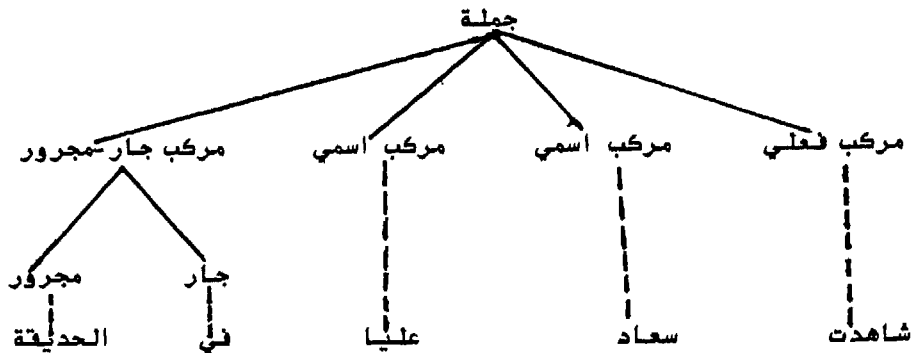 جملة
مركب فعلي مركب اسمي مركب اسمي مركب جار-مجرور
جار مجرور
شاهدت سعاد عليا في الحديقة